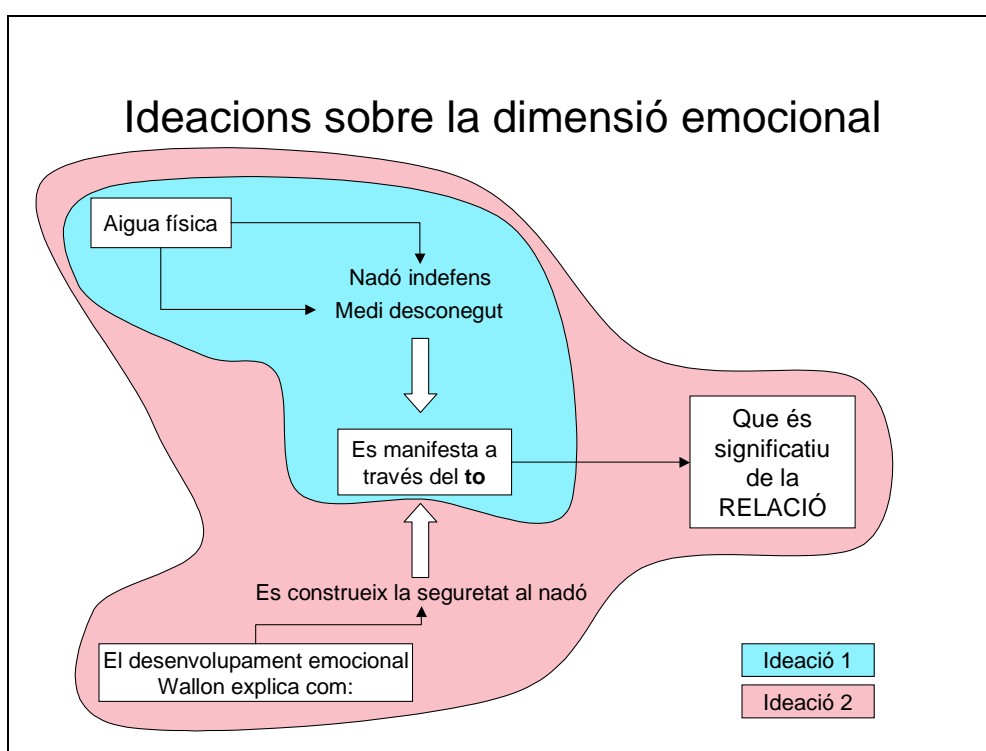 Ideacions sobre la dimensió emocional
Aigua física
Nadó indefens
Medi desconegut
Es manifesta a
través del to
Que és
significatiu
de la
RELACIÓ
Es construeix la seguretat al nadó
El desenvolupament emocional
Wallon explica com:
Ideació 1
Ideació 2